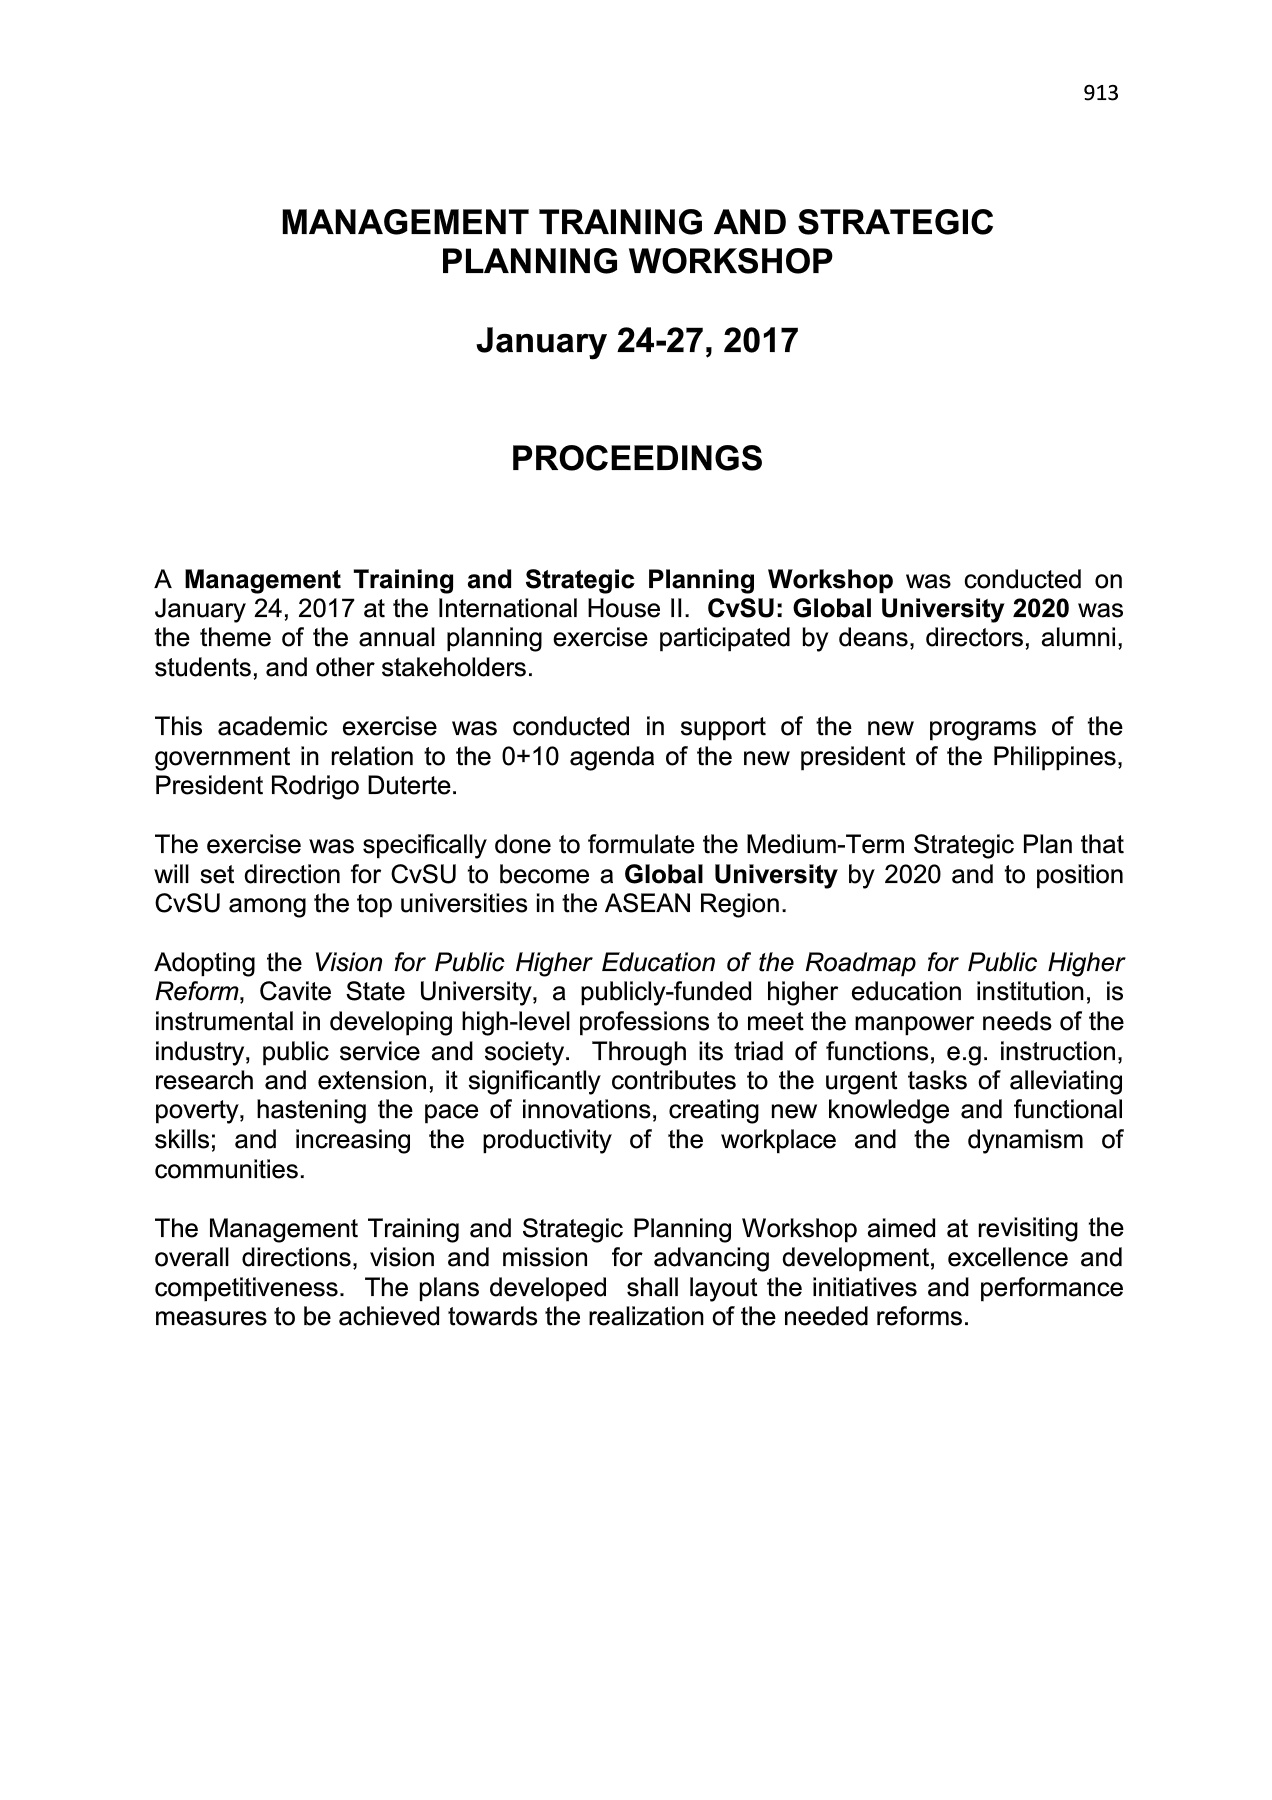 913
MANAGEMENT TRAINING AND STRATEGIC
PLANNING WORKSHOP
January 24-27, 2017
PROCEEDINGS
A Management Training and Strategic Planning Workshop was conducted on
January 24, 2017 at the International House II.  CvSU: Global University 2020 was
the theme of the annual planning exercise participated by deans, directors, alumni,
students, and other stakeholders.
This academic exercise was conducted in support of the new programs of the
government in relation to the 0+10 agenda of the new president of the Philippines,
President Rodrigo Duterte.
The exercise was specifically done to formulate the Medium-Term Strategic Plan that
will set direction for CvSU to become a Global University by 2020 and to position
CvSU among the top universities in the ASEAN Region.
Adopting the Vision for Public Higher Education of the Roadmap for Public Higher
Reform, Cavite State University, a publicly-funded higher education institution, is
instrumental in developing high-level professions to meet the manpower needs of the
industry, public service and society.  Through its triad of functions, e.g. instruction,
research and extension, it significantly contributes to the urgent tasks of alleviating
poverty, hastening the pace of innovations, creating new knowledge and functional
skills; and increasing the productivity of the workplace and the dynamism of
communities.
The Management Training and Strategic Planning Workshop aimed at revisiting the
overall directions, vision and mission  for advancing development, excellence and
competitiveness.  The plans developed  shall layout the initiatives and performance
measures to be achieved towards the realization of the needed reforms.